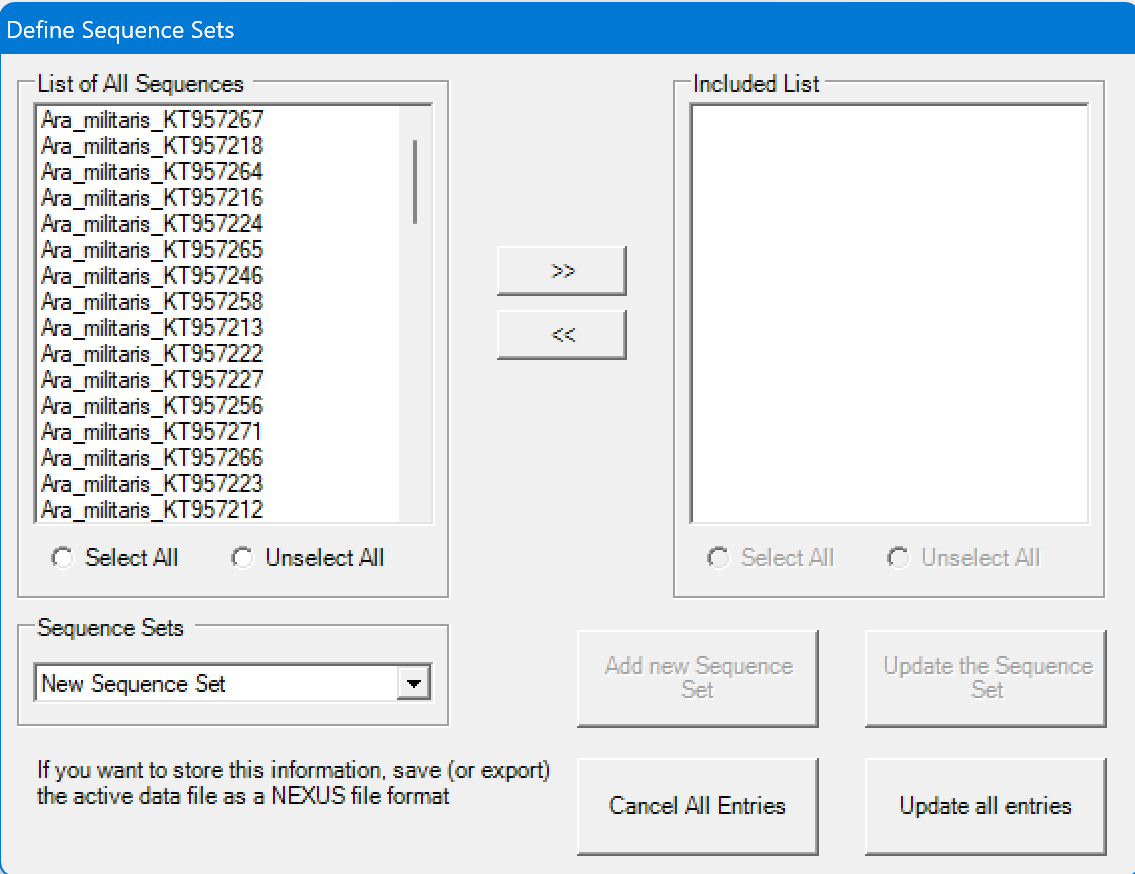 Define Sequence Sets
List of All Sequences
Ara_militaris_KT957267
Ara_militaris_KT957218
Ara_militaris_KT957264
Ara_militaris_KT957216
Ara_militaris_KT957224
Ara_militaris_KT957265
Ara_militaris_KT957246
Ara_militaris_KT957258
Ara_militaris_KT957213
Ara_militaris_KT957222
Ara_militaris_KT957227
Ara_militaris_KT957256
Ara_militaris_KT957271
Ara_militaris_KT957266
Ara_militaris_KT957223
Ara_militaris_KT957212
Select All
Unselect All
>>
<<
Included List
Select All
Unselect All
Sequence Sets
New Sequence Set
Add new Sequence
Set
Update the Sequence
Set
If you want to store this information, save (or export)
the active data file as a NEXUS file format
Cancel All Entries
Update all entries